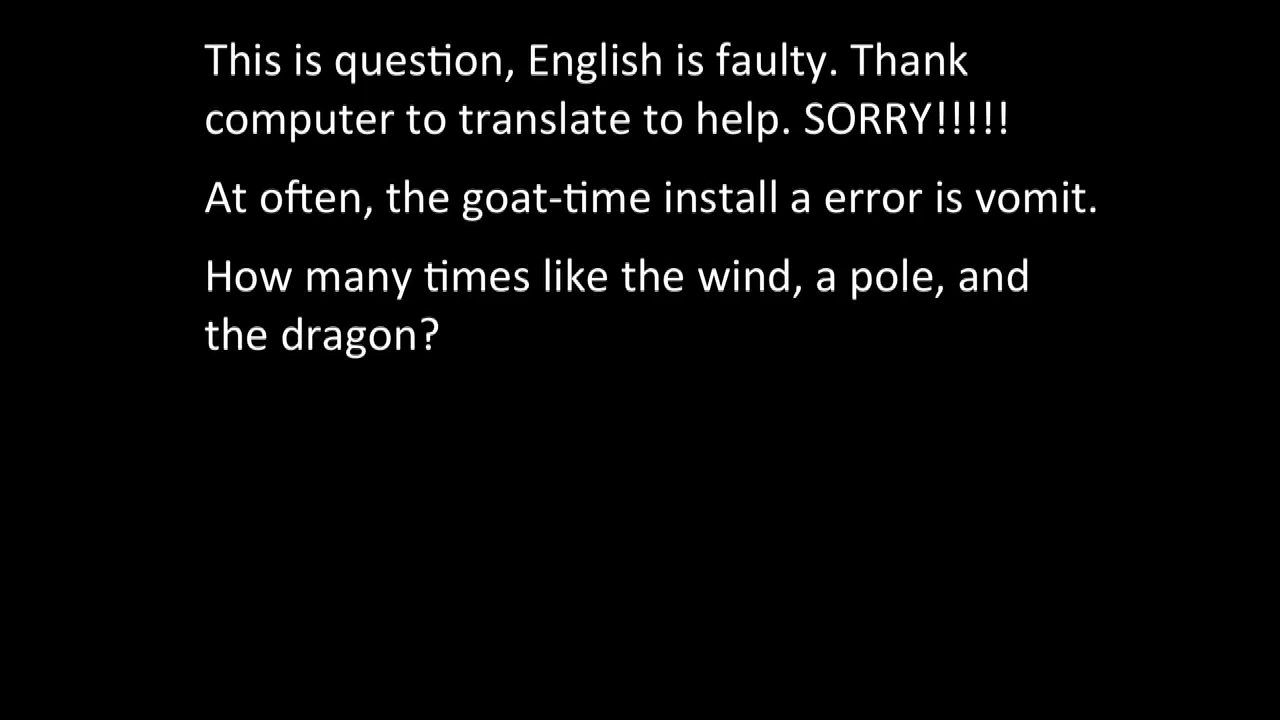 This is question, English is faulty. Thank
computer to translate to help. SORRY!!!!!
At often, the goat-time install a error is vomit.
How many times like the wind, a pole, and
the dragon?